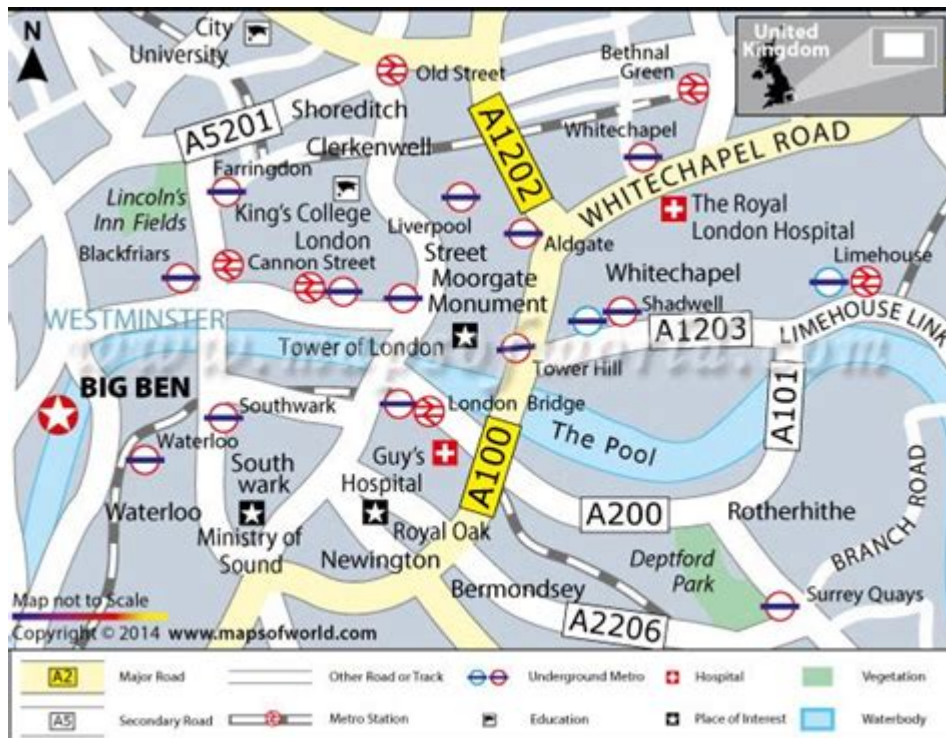 N
City
University
Old Street
Bethnal
Green
United
Kingdom
Shoreditch
A5201
A1202
Whitechapel
WHITECHAPEL ROAD
Clerkenwell
Farringdon
Lincoln's
Inn Fields
King's College
London
Liverpool
Street
Aldgate
The Royal
London Hospital
Blackfriars
Cannon Street
Moorgate
Monument
Whitechapel
Limehouse
Shadwell
WESTMINSTER
A1203
LIMEHOUSE LINK
Tower of London
www.mapsofworld.com
Tower Hill
BIG BEN
Southwark
London Bridge
A101
Waterloo
The Pool
South
wark
Guy's
Hospital
A100
BRANCH ROAD
Waterloo
Ministry of
Sound
Royal Oak
A200
Rotherhithe
Newington
Deptford
Park
Bermondsey
Surrey Quays
Map not to Scale
A2206
Copyright © 2014 www.mapsofworld.com
A2 Major Road Other Road or Track Underground Metro Hospital Vegetation
A5 Secondary Road Metro Station Education Place of Interest Waterbody